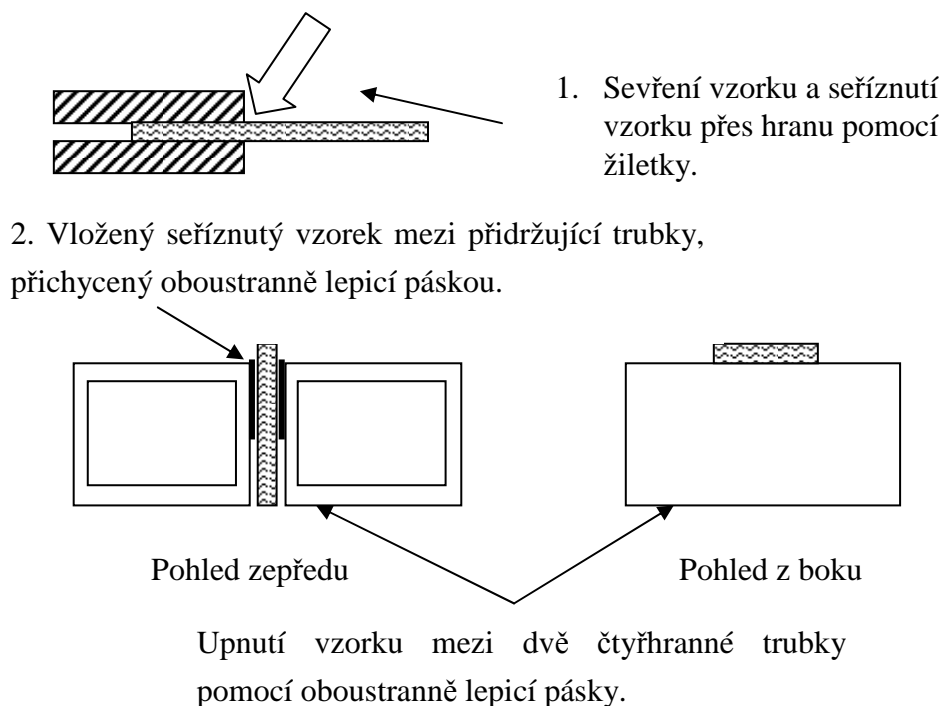 1. Sevření vzorku a seříznutí
vzorku přes hranu pomocí
žiletky.
2. Vložený seříznutý vzorek mezi přidržující trubky,
přichycený oboustranně lepicí páskou.
Pohled zepředu
Pohled z boku
Upnutí vzorku mezi dvě čtyřhranné trubky
pomocí oboustranně lepicí pásky.